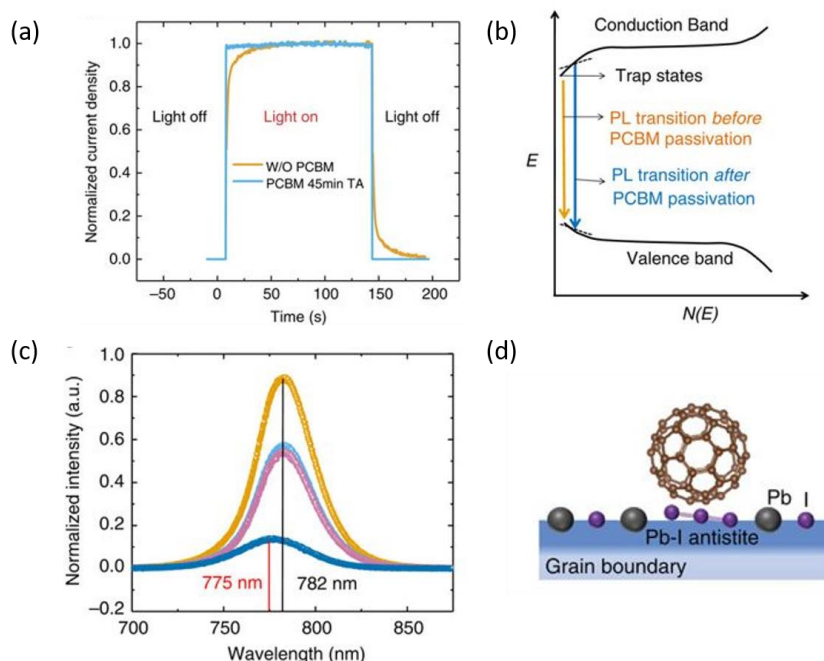 (a)
Normalized current density
1.0
0.8
0.6
0.4
0.2
0.0
Light off
Light on
Light off
W/O PCBM
PCBM 45min TA
−50
0
50
100
150
200
Time (s)
(b)
E
Conduction Band
Trap states
PL transition before
PCBM passivation
PL transition after
PCBM passivation
Valence band
N(E)
(c)
Normalized intensity (a.u.)
1.0
0.8
0.6
0.4
0.2
0.0
−0.2
775 nm
782 nm
700
750
800
850
Wavelength (nm)
(d)
Pb
I
Pb-I antistite
Grain boundary